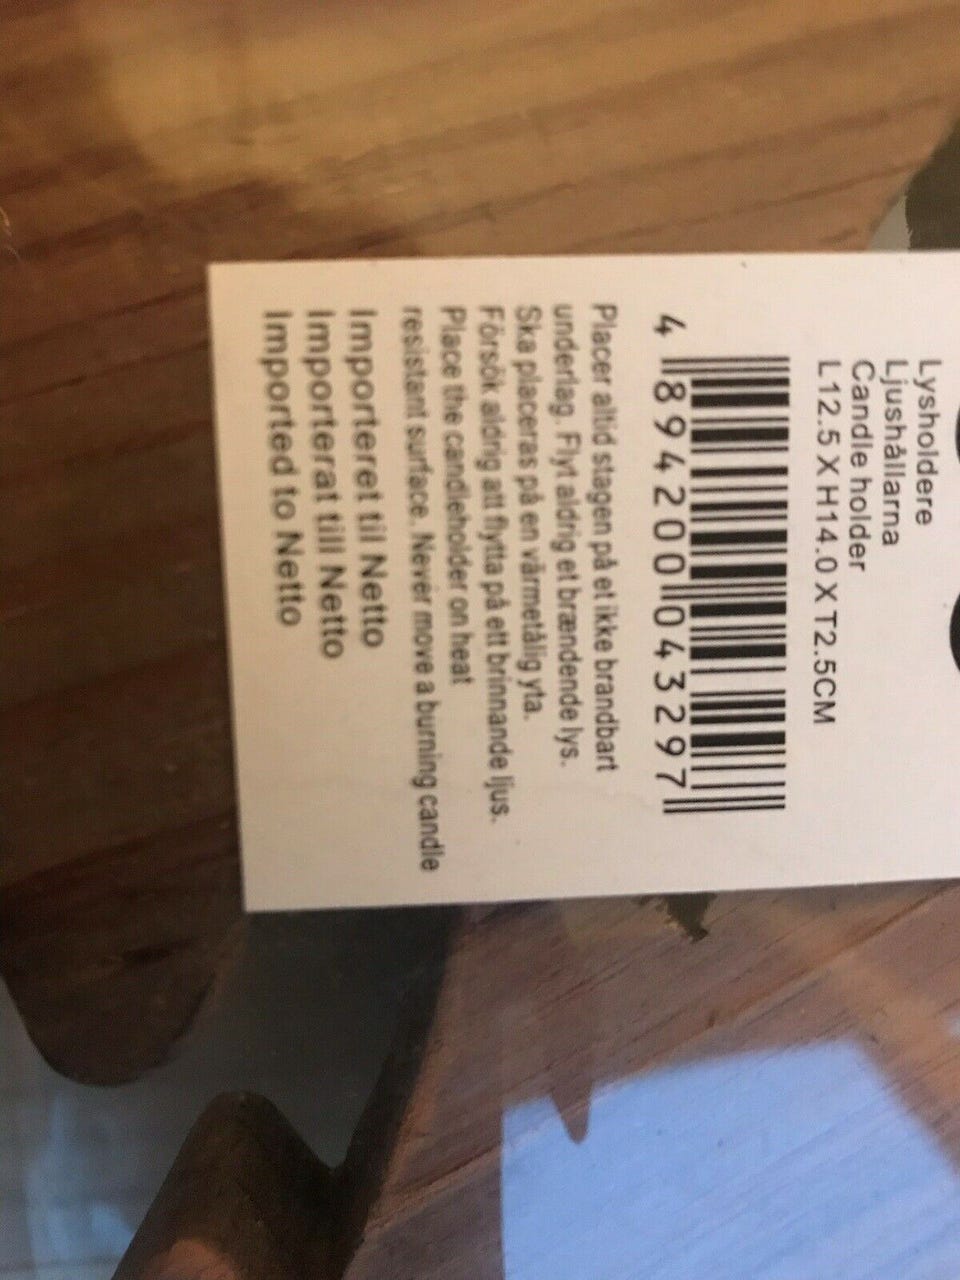 Lysholdere
Ljushållarna
Candle holder
L12.5 X H14.0 X T2.5CM
4 894200 043297
Placer altid stagen på et ikke brandbart
underlag. Flyt aldrig et brændende lys.
Ska placeras på en värmetålig yta.
Försök aldrig att flytta på ett brinnande ljus.
Place the candleholder on heat
resistant surface. Never move a burning candle
Importeret til Netto
Importerat till Netto
Imported to Netto